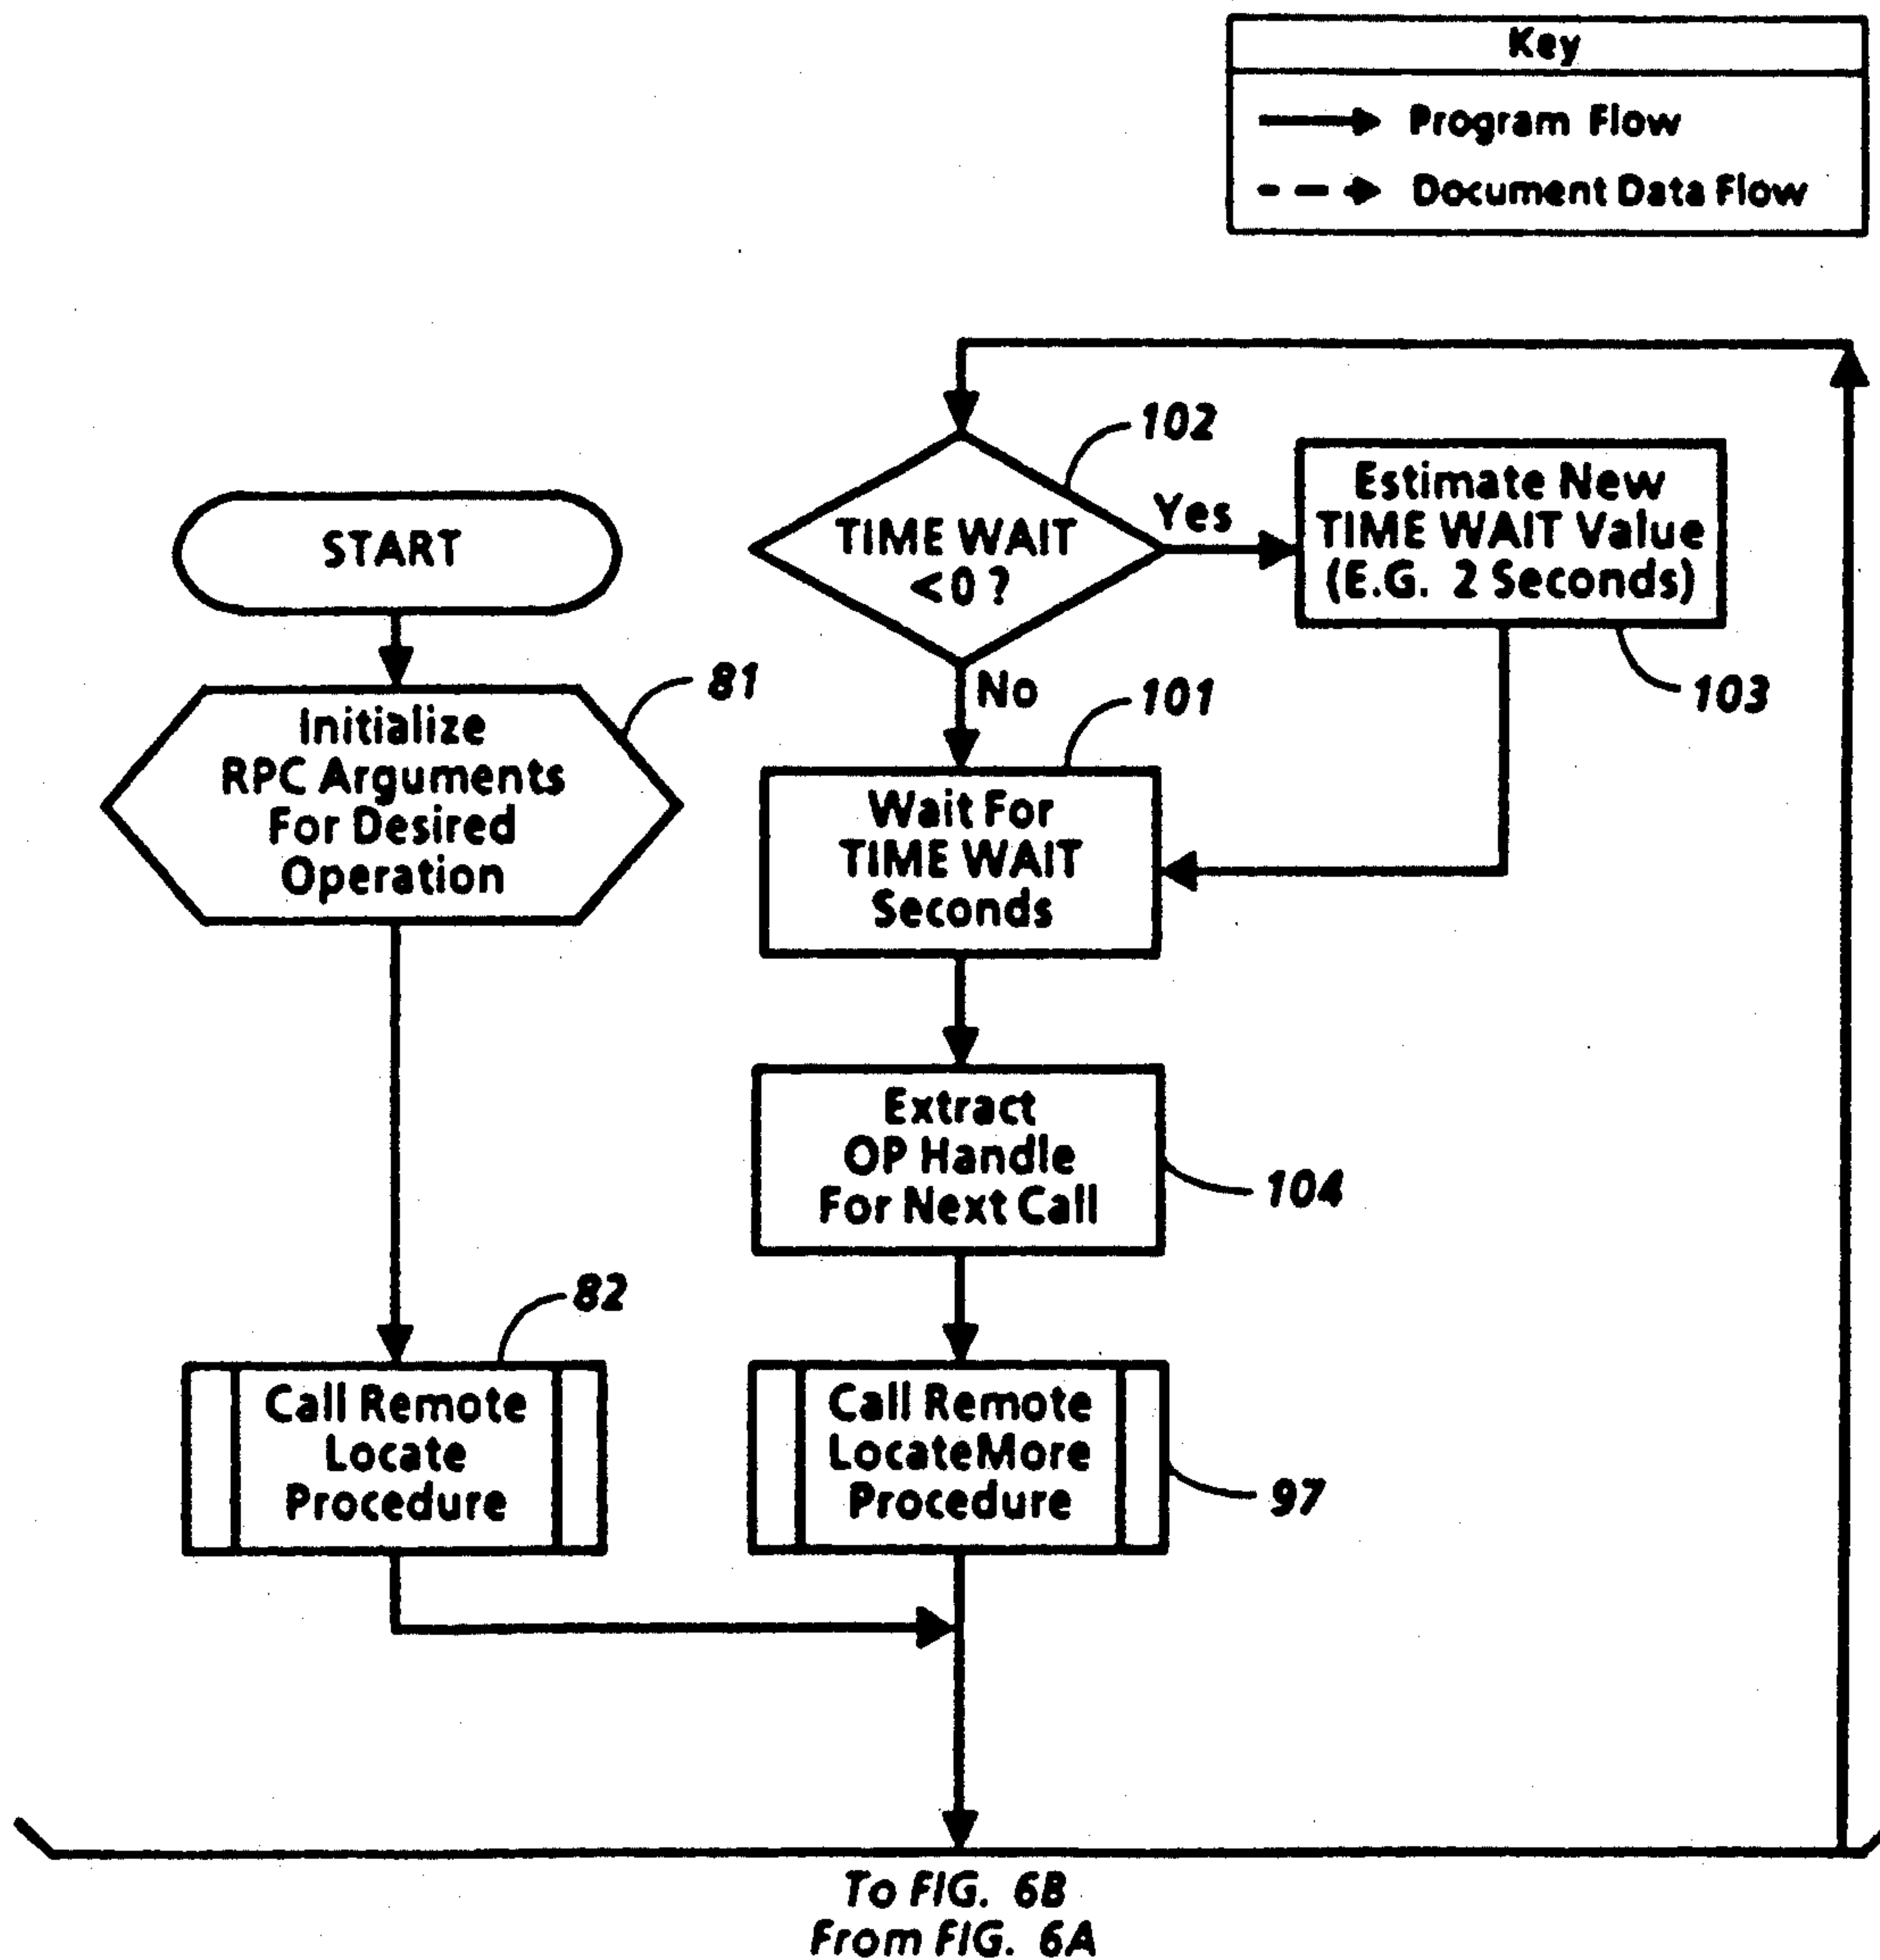 Key
Program Flow
Document Data Flow
102
TIME WAIT
<0 ?
Yes
No
Estimate New
TIME WAIT Value
(E.G. 2 Seconds)
103
START
81
Initialize
RPC Arguments
For Desired
Operation
101
Wait For
TIME WAIT
Seconds
Extract
OP Handle
For Next Call
104
82
Call Remote
Locate
Procedure
Call Remote
LocateMore
Procedure
97
To FIG. 6B
From FIG. 6A